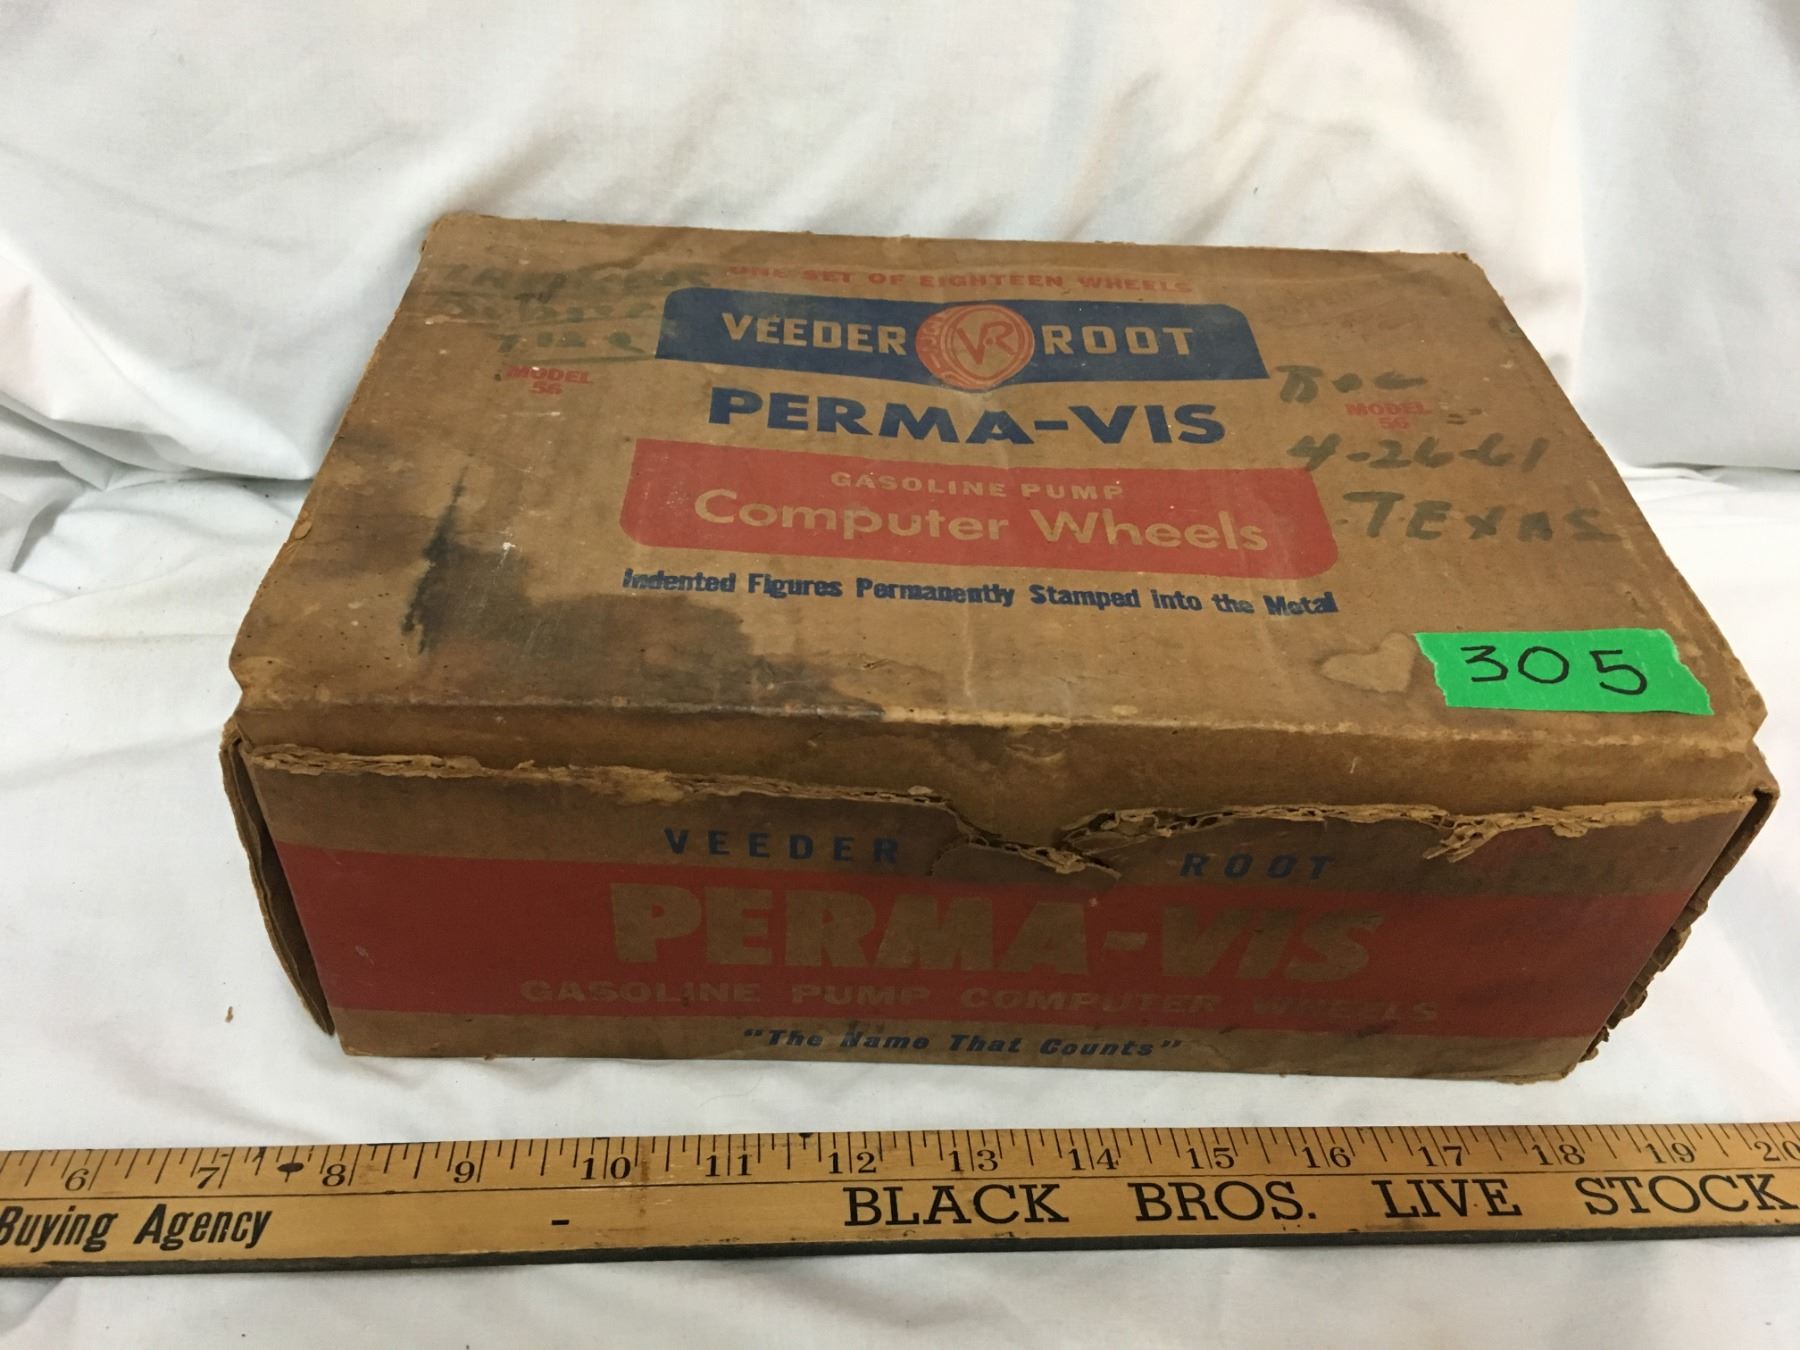 ONE SET OF EIGHTEEN WHEELS
VEEDER VR ROOT
MODEL
56
PERMA-VIS
MODEL
56
4-26-61
TEXAS
GASOLINE PUMP
Computer Wheels
Indented Figures Permanently Stamped into the Metal
305
VEEDER ROOT
PERMA-VIS
GASOLINE PUMP COMPUTER WHEELS
"The Name That Counts"
6 7 8 9 10 11 12 13 14 15 16 17 18 19 20
Buying Agency - BLACK BROS. LIVE STOCK